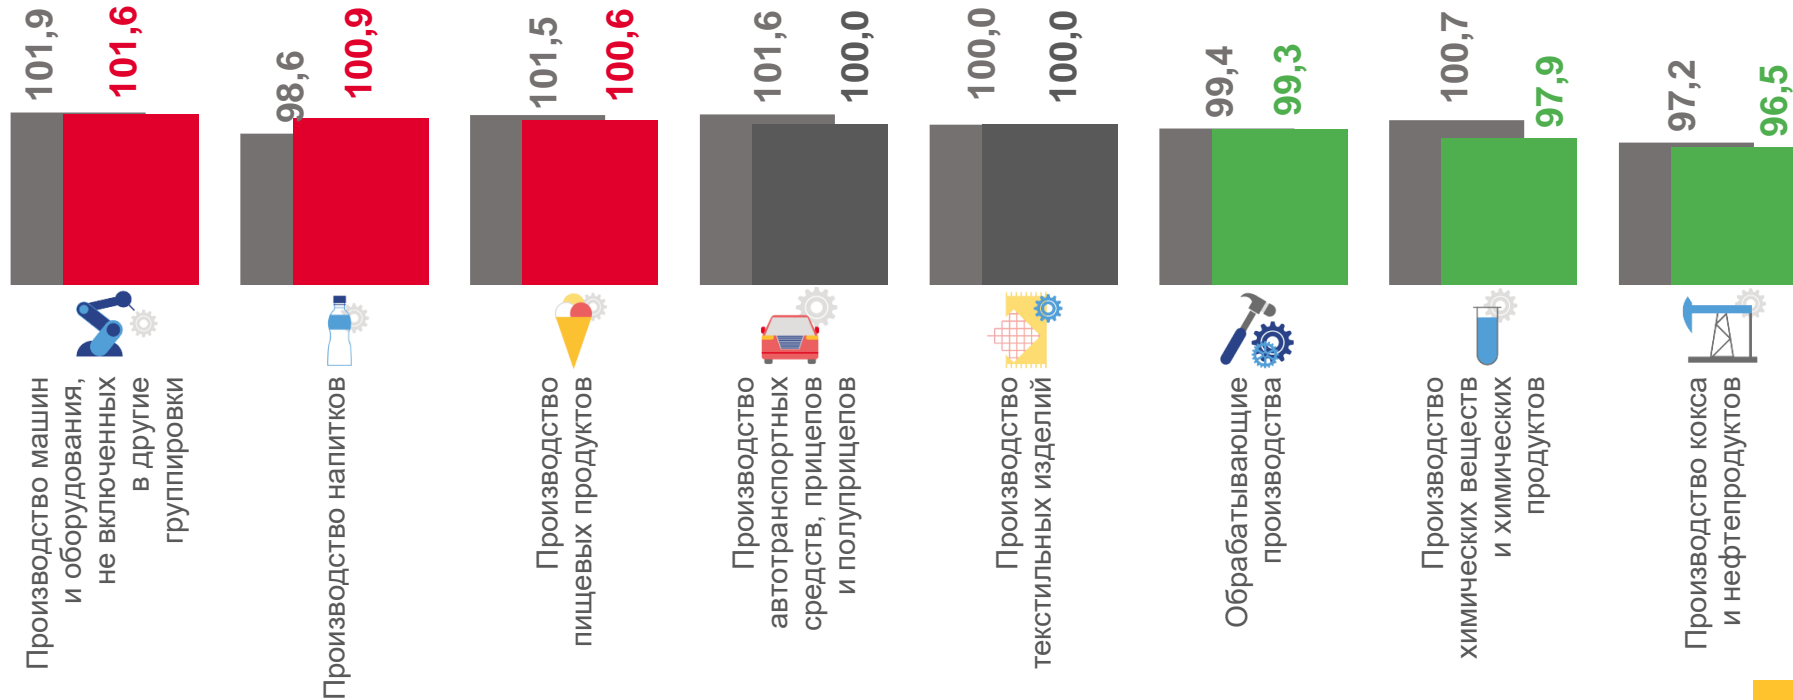 101,9
101,6
98,6
100,9
101,5
100,6
101,6
100,0
100,0
100,0
99,4
99,3
100,7
97,9
97,2
96,5
Производство машин
и оборудования,
не включенных
в другие
группировки
Производство напитков
Производство
пищевых продуктов
Производство
автотранспортных
средств, прицепов
и полуприцепов
Производство
текстильных изделий
Обрабатывающие
производства
Производство
химических веществ
и химических
продуктов
Производство кокса
и нефтепродуктов